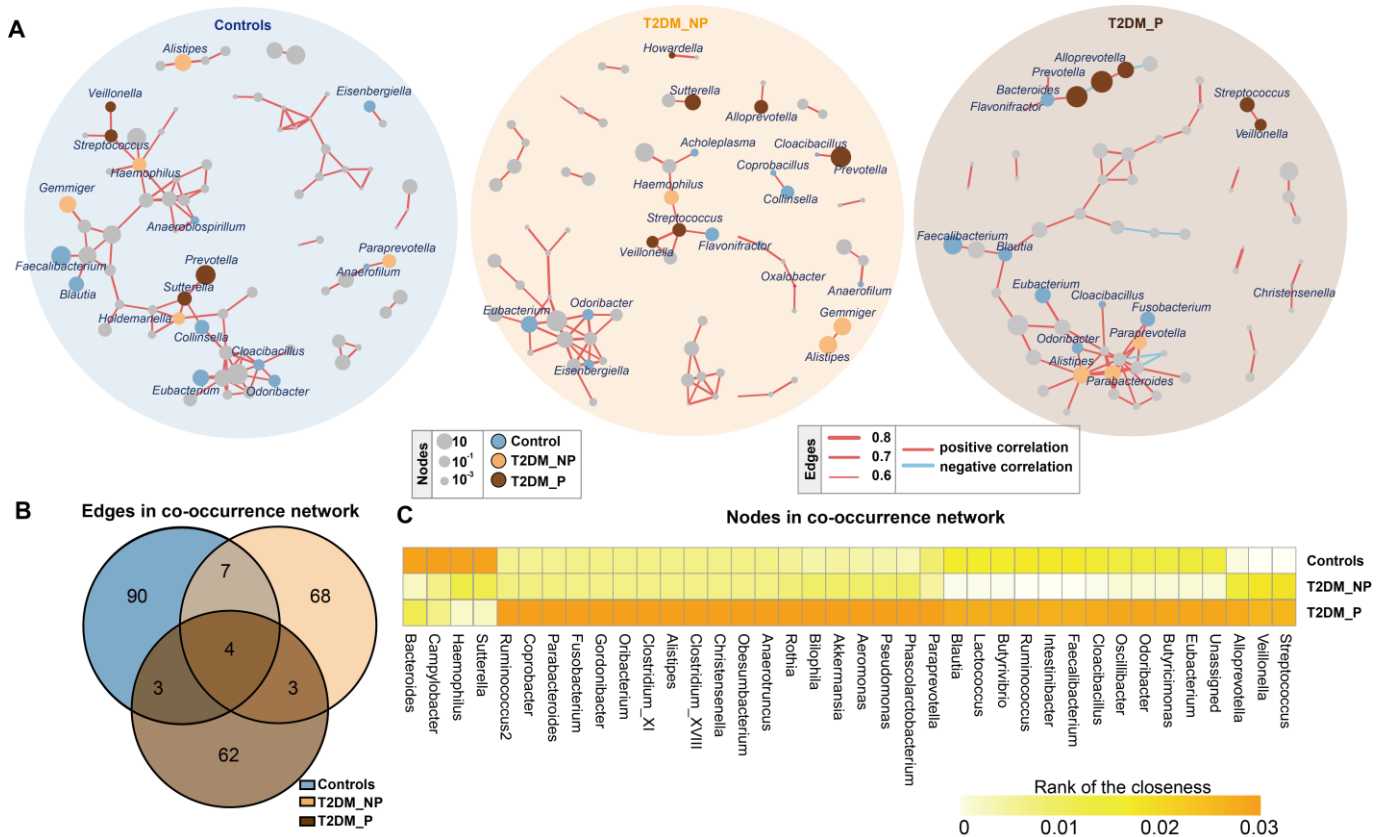 A
Controls
Alistipes
Veillonella
Eisenbergiella
Streptococcus
Haemophilus
Gemmiger
Anaerobiospirillum
Faecalibacterium
Prevotella
Paraprevotella
Blautia
Sutterella
Anaerofilum
Holdemanella
Collinsella
Cloacibacillus
Eubacterium
Odoribacter
T2DM_NP
Howardella
Sutterella
Alloprevotella
Acholeplasma
Cloacibacillus
Coprobacillus
Prevotella
Haemophilus
Collinsella
Streptococcus
Veillonella
Flavonifractor
Oxalobacter
Anaerofilum
Eubacterium
Odoribacter
Gemmiger
Eisenbergiella
Alistipes
T2DM_P
Alloprevotella
Prevotella
Bacteroides
Flavonifractor
Streptococcus
Veillonella
Faecalibacterium
Blautia
Eubacterium
Cloacibacillus
Christensenella
Fusobacterium
Odoribacter
Paraprevotella
Alistipes
Parabacteroides
Nodes
10
10-1
10-3
Control
T2DM_NP
T2DM_P
Edges
0.8
0.7
0.6
positive correlation
negative correlation
B
Edges in co-occurrence network
90
7
68
4
3
3
62
Controls
T2DM_NP
T2DM_P
C
Nodes in co-occurrence network
Controls
T2DM_NP
T2DM_P
Bacteroides
Campylobacter
Haemophilus
Sutterella
Ruminococcus2
Coprobacter
Parabacteroides
Fusobacterium
Gordonibacter
Oribacterium
Clostridium_XI
Alistipes
Clostridium_XVIII
Christensenella
Obesumbacterium
Anaerotruncus
Rothia
Bilophila
Akkermansia
Aeromonas
Pseudomonas
Phascolarctobacterium
Paraprevotella
Blautia
Lactococcus
Butyrivibrio
Ruminococcus
Intestinibacter
Faecalibacterium
Cloacibacillus
Oscillibacter
Odoribacter
Butyricimonas
Eubacterium
Unassigned
Alloprevotella
Veillonella
Streptococcus
Rank of the closeness
0
0.01
0.02
0.03